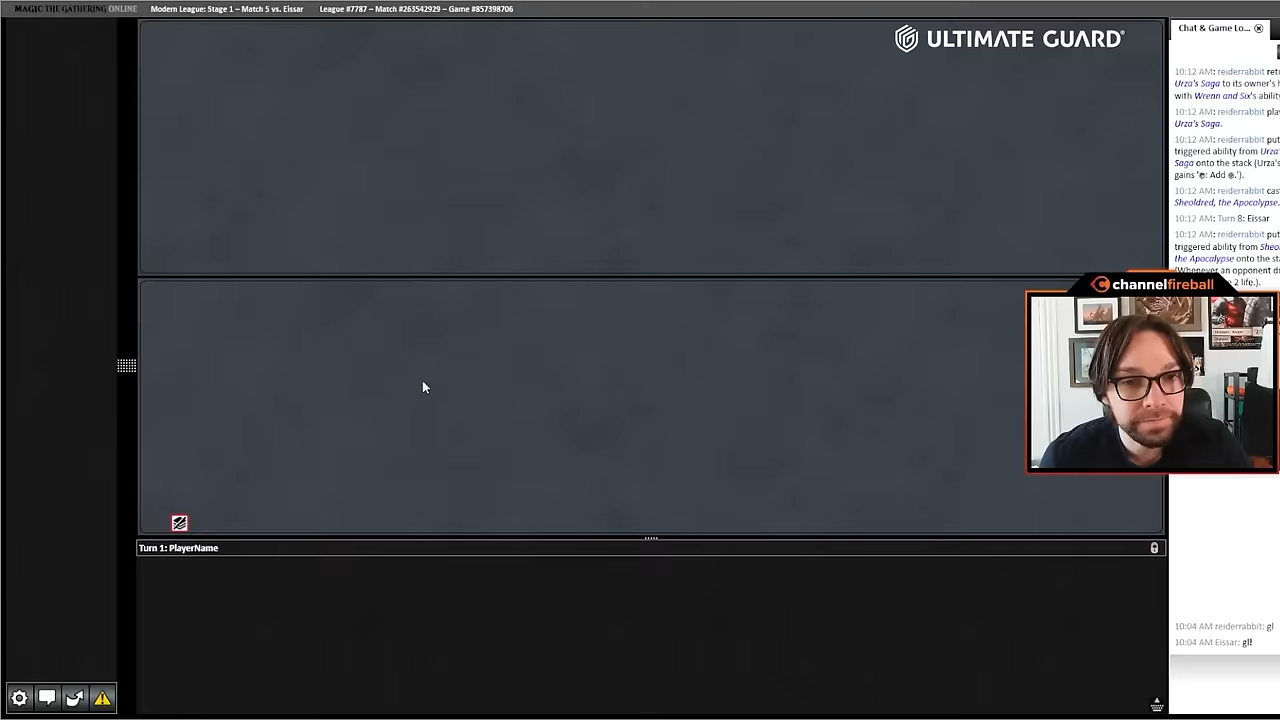 MAGIC THE GATHERING ONLINE
Modern League: Stage 1 – Match 5 vs. Eissar
League #7787 – Match #263542929 – Game #857398706
ULTIMATE GUARD
Chat & Game Lo...
10:12 AM: reiderrabbit ret
Urza's Saga to its owner's h
with Wrenn and Six's ability
10:12 AM: reiderrabbit pla
Urza's Saga.
10:12 AM: reiderrabbit put
triggered ability from Urza'
Saga onto the stack (Urza's
gains ': Add .').
10:12 AM: reiderrabbit cas
Sheoldred, the Apocalypse.
10:12 AM: Turn 8: Eissar
10:12 AM: reiderrabbit put
triggered ability from Sheo
the Apocalypse onto the sta
(Whenever an opponent d
2 life.).
channelfireball
Turn 1: PlayerName
10:04 AM reiderrabbit: gl
10:04 AM Eissar: gl!